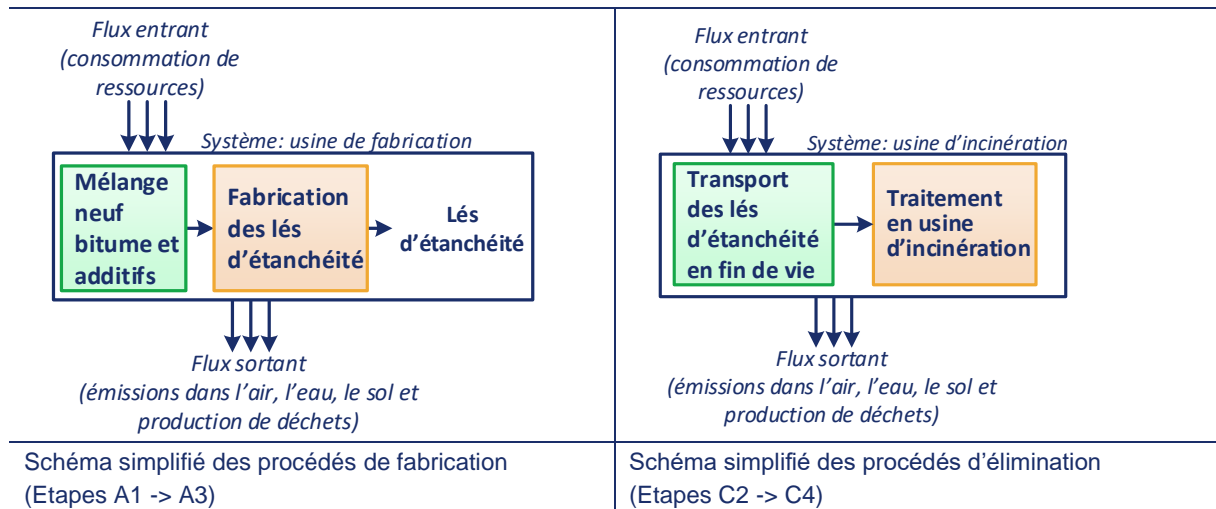 Flux entrant
(consommation de
ressources)
Système: usine de fabrication
Mélange
neuf
bitume et
additifs
Fabrication
des lés
d'étanchéité
Lés
d'étanchéité
Flux sortant
(émissions dans l'air, l'eau, le sol et
production de déchets)
Schéma simplifié des procédés de fabrication
(Etapes A1 -> A3)
Flux entrant
(consommation de
ressources)
Système: usine d'incinération
Transport
des lés
d'étanchéité
en fin de vie
Traitement
en usine
d'incinération
Flux sortant
(émissions dans l'air, l'eau, le sol et
production de déchets)
Schéma simplifié des procédés d'élimination
(Etapes C2 -> C4)